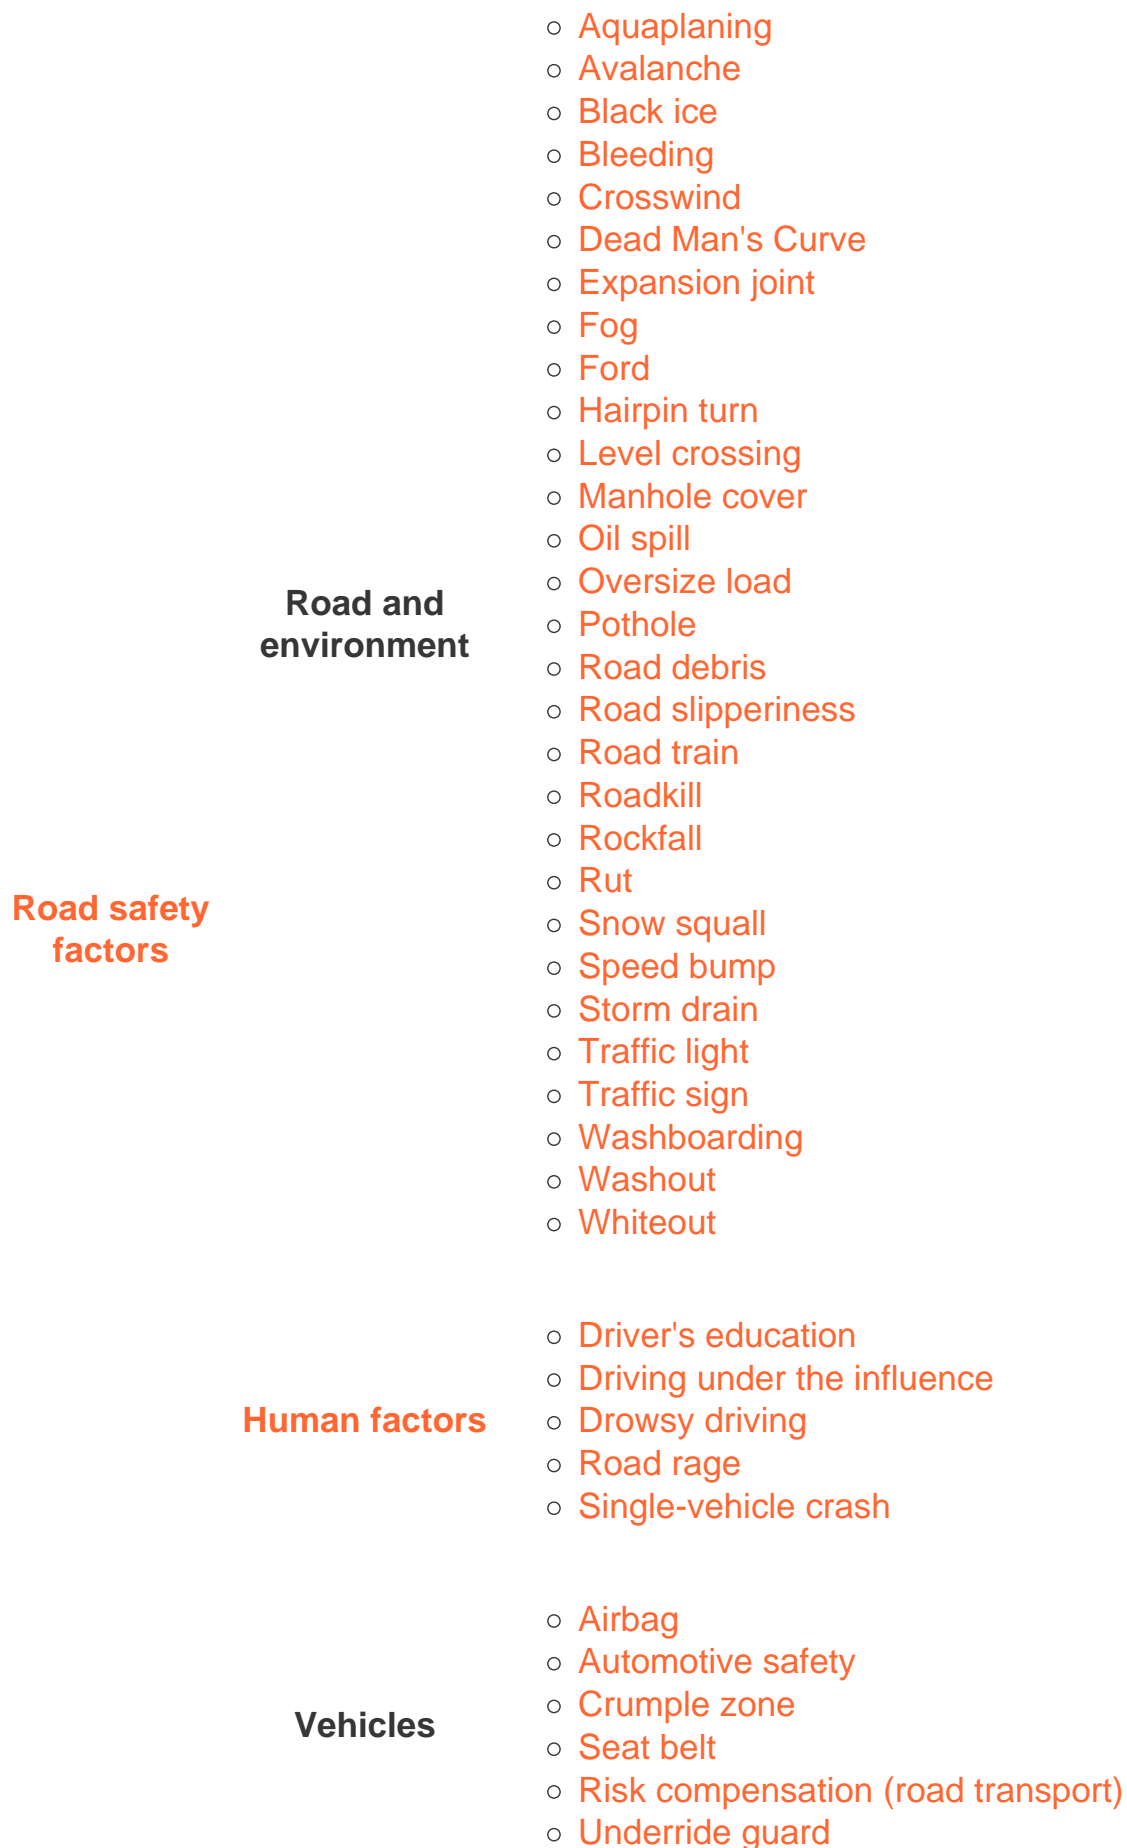 Road safety
factors
Road and
environment
Aquaplaning
Avalanche
Black ice
Bleeding
Crosswind
Dead Man's Curve
Expansion joint
Fog
Ford
Hairpin turn
Level crossing
Manhole cover
Oil spill
Oversize load
Pothole
Road debris
Road slipperiness
Road train
Roadkill
Rockfall
Rut
Snow squall
Speed bump
Storm drain
Traffic light
Traffic sign
Washboarding
Washout
Whiteout
Human factors
Driver's education
Driving under the influence
Drowsy driving
Road rage
Single-vehicle crash
Vehicles
Airbag
Automotive safety
Crumple zone
Seat belt
Risk compensation (road transport)
Underride guard